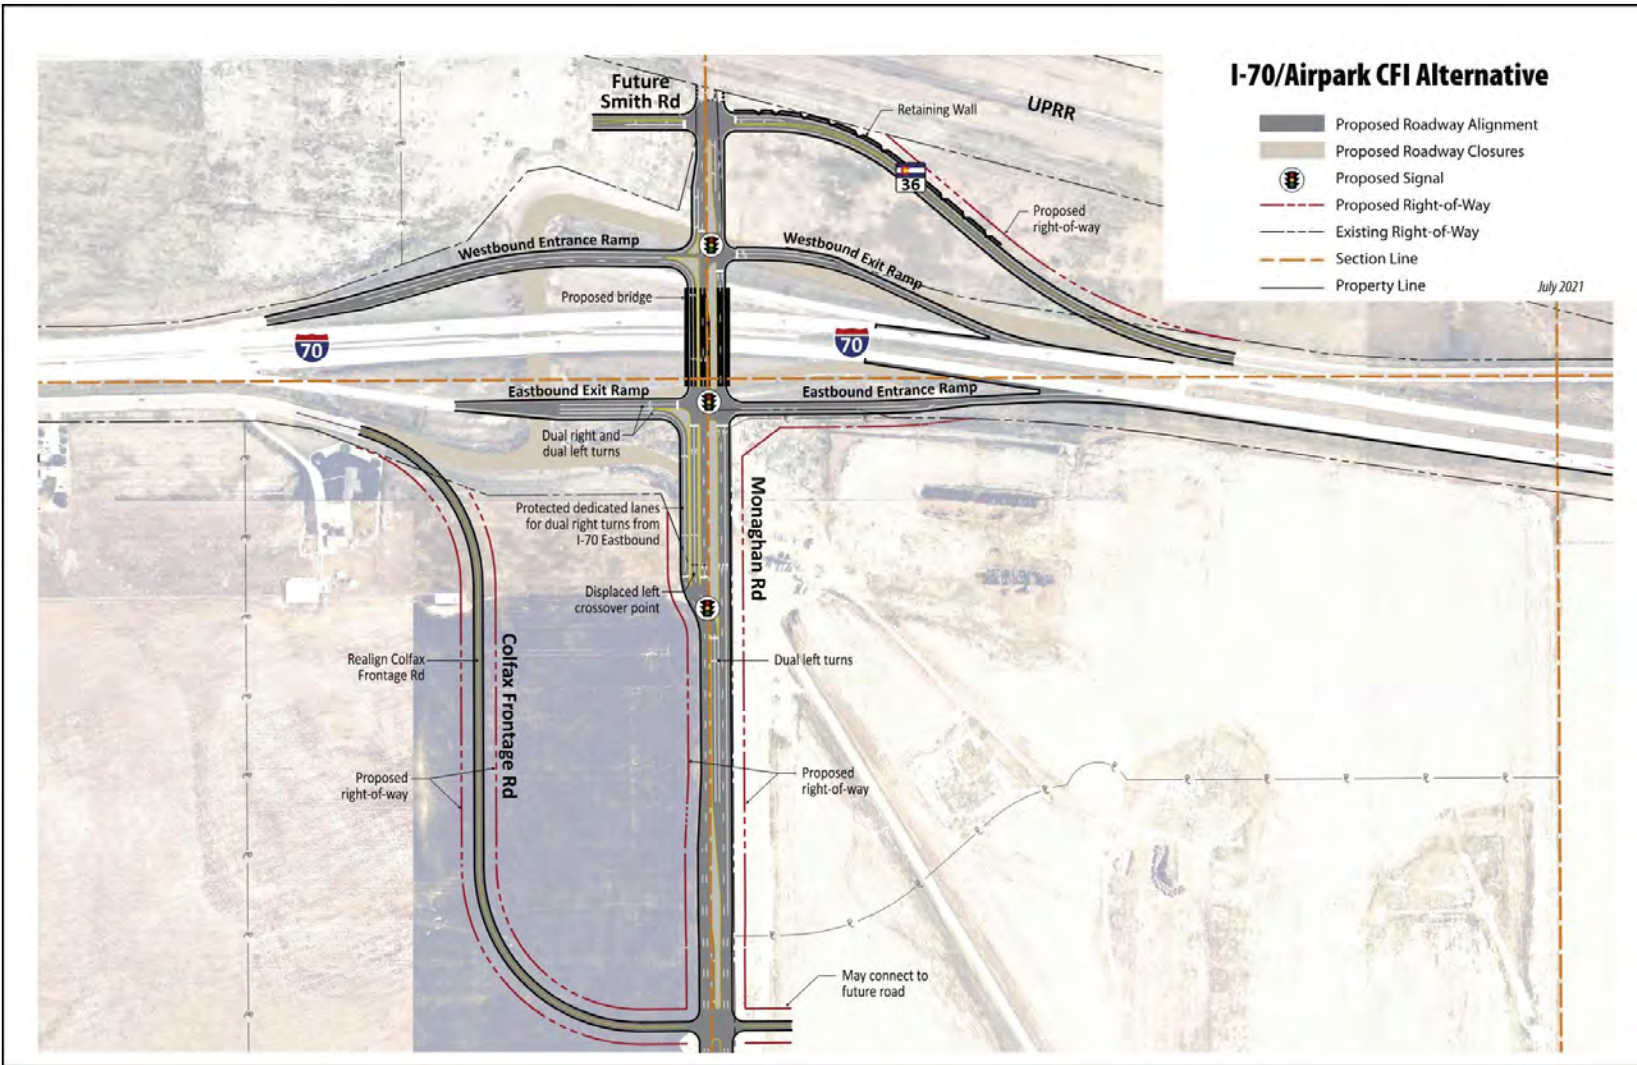 I-70/Airpark CFI Alternative
Proposed Roadway Alignment
Proposed Roadway Closures
Proposed Signal
Proposed Right-of-Way
Existing Right-of-Way
Section Line
Property Line
July 2021
Future
Smith Rd
Retaining Wall
UPRR
36
Proposed
right-of-way
Westbound Entrance Ramp
Westbound Exit Ramp
Proposed bridge
70
70
Eastbound Exit Ramp
Eastbound Entrance Ramp
Dual right and
dual left turns
Protected dedicated lanes
for dual right turns from
I-70 Eastbound
Monaghan Rd
Displaced left
crossover point
Realign Colfax
Frontage Rd
Colfax Frontage Rd
Dual left turns
Proposed
right-of-way
Proposed
right-of-way
May connect to
future road